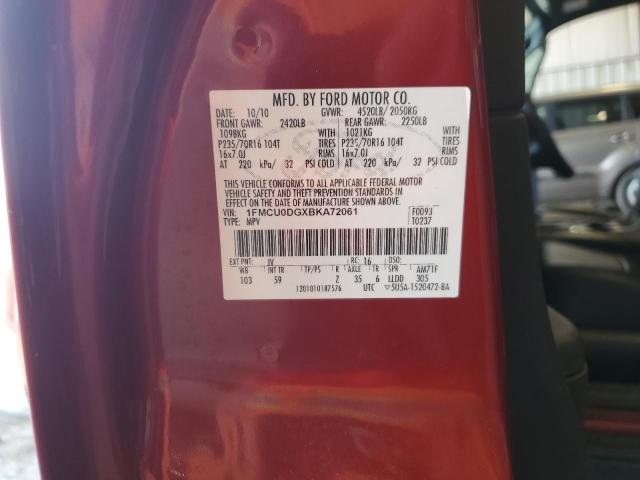 MFD. BY FORD MOTOR CO.
DATE: 10/10 GVWR: 4520LB/ 2050KG
FRONT GAWR: 2420LB REAR GAWR: 2250LB
1098KG WITH 1021KG WITH
P235/70R16 104T TIRES P235/70R16 104T TIRES
16x7.0J RIMS 16x7.0J RIMS
AT 220 kPa/ 32 PSI COLD AT 220 kPa/ 32 PSI COLD
THIS VEHICLE CONFORMS TO ALL APPLICABLE FEDERAL MOTOR
VEHICLE SAFETY AND BUMPER STANDARDS AND THEFT PREVENTION STANDARDS IN
EFFECT ON THE DATE OF MANUFACTURE SHOWN ABOVE.
VIN: 1FMCU0DGXBKA72061 F0093
TYPE: MPV T0237
EXT PNT: JV RC: 16 DSO:
WB INT TR TP/PS R AXLE TR SPR AM71F
103 59 Z 35 6 LLDD 305
1201010187576 UTC ▽5U5A-1520472-BA